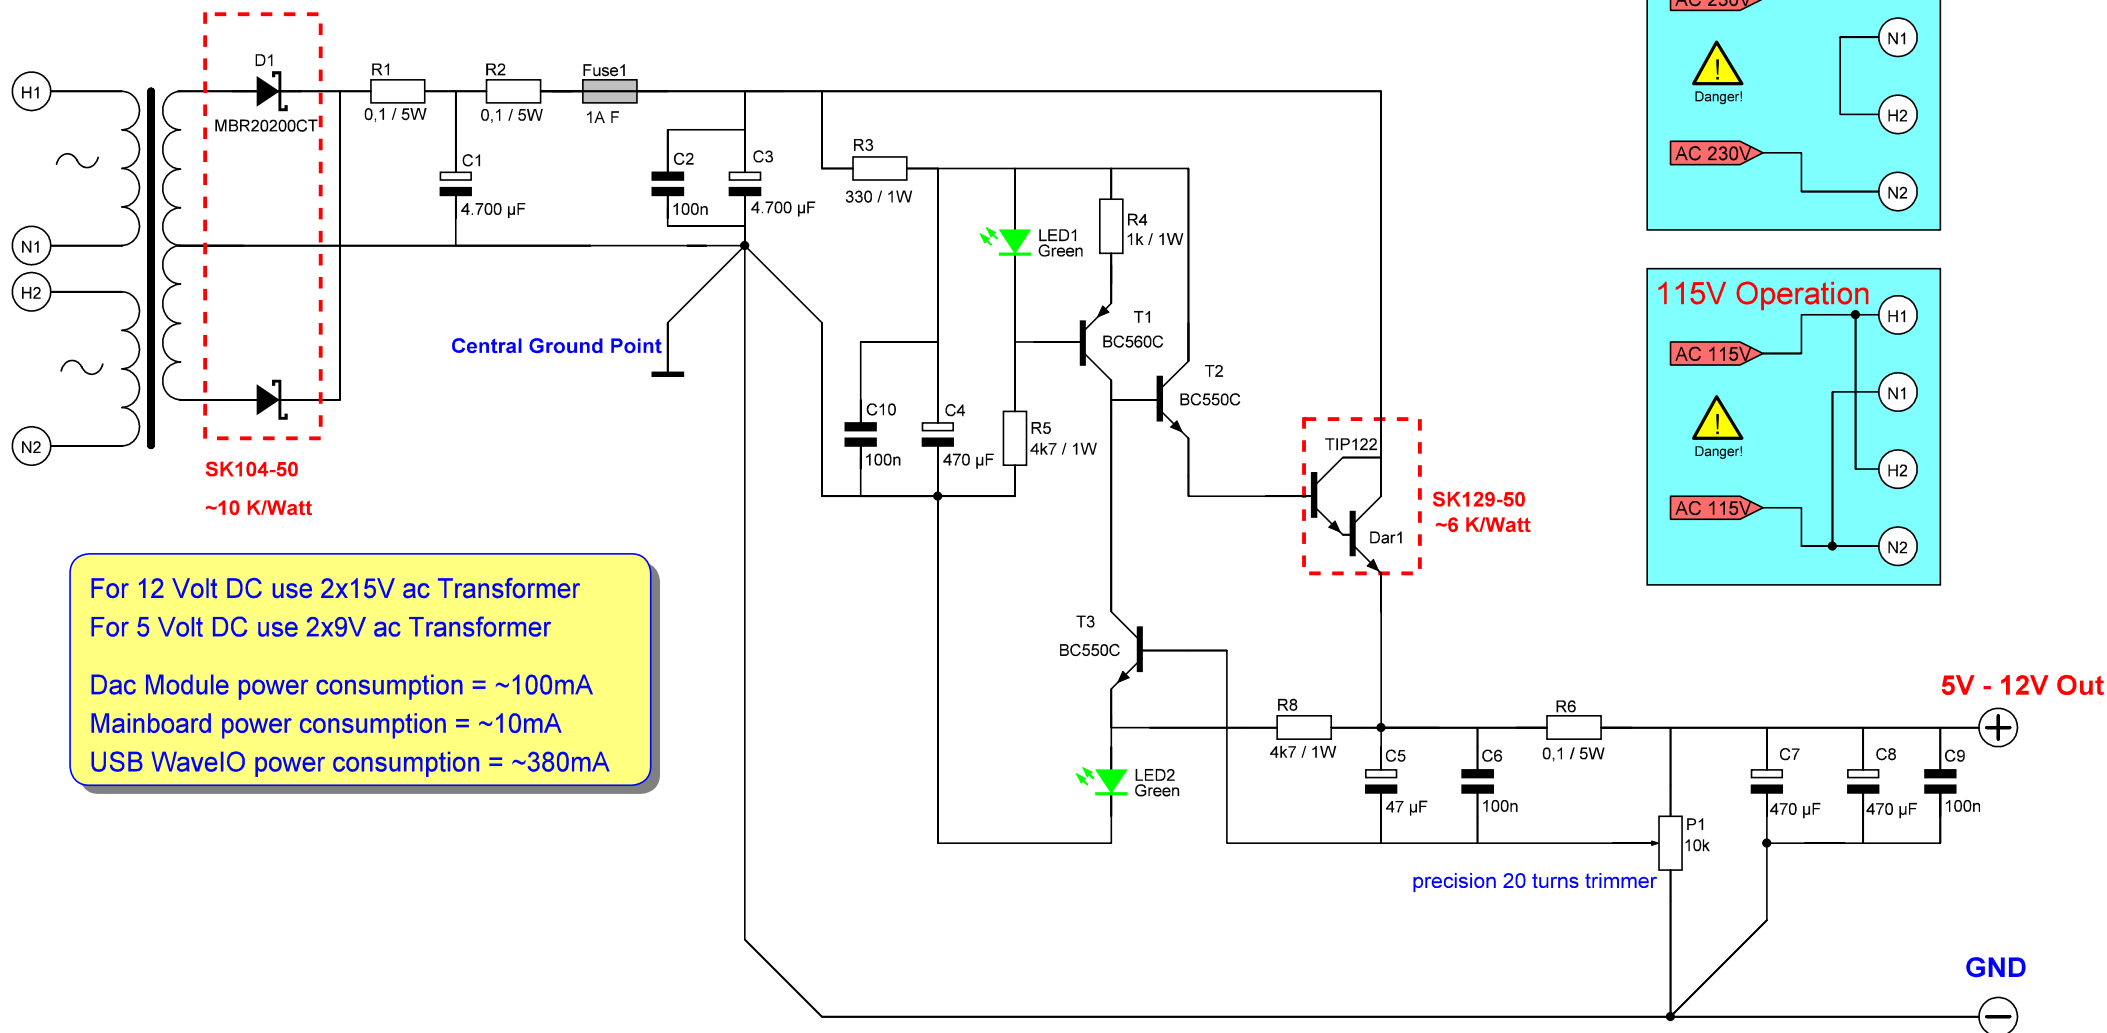 H1
N1
H2
N2
D1
MBR20200CT
SK104-50
~10 K/Watt
R1
0,1 / 5W
R2
0,1 / 5W
Fuse1
1A F
C1
4.700 µF
C2
100n
C3
4.700 µF
Central Ground Point
R3
330 / 1W
LED1
Green
R4
1k / 1W
T1
BC560C
T2
BC550C
C10
100n
C4
470 µF
R5
4k7 / 1W
TIP122
Dar1
SK129-50
~6 K/Watt
T3
BC550C
R8
4k7 / 1W
LED2
Green
C5
47 µF
C6
100n
R6
0,1 / 5W
P1
10k
precision 20 turns trimmer
C7
470 µF
C8
470 µF
C9
100n
5V - 12V Out
GND
For 12 Volt DC use 2x15V ac Transformer
For 5 Volt DC use 2x9V ac Transformer
Dac Module power consumption = ~100mA
Mainboard power consumption = ~10mA
USB WaveIO power consumption = ~380mA
AC 230V
N1
Danger!
H2
AC 230V
N2
115V Operation
H1
AC 115V
N1
Danger!
H2
AC 115V
N2